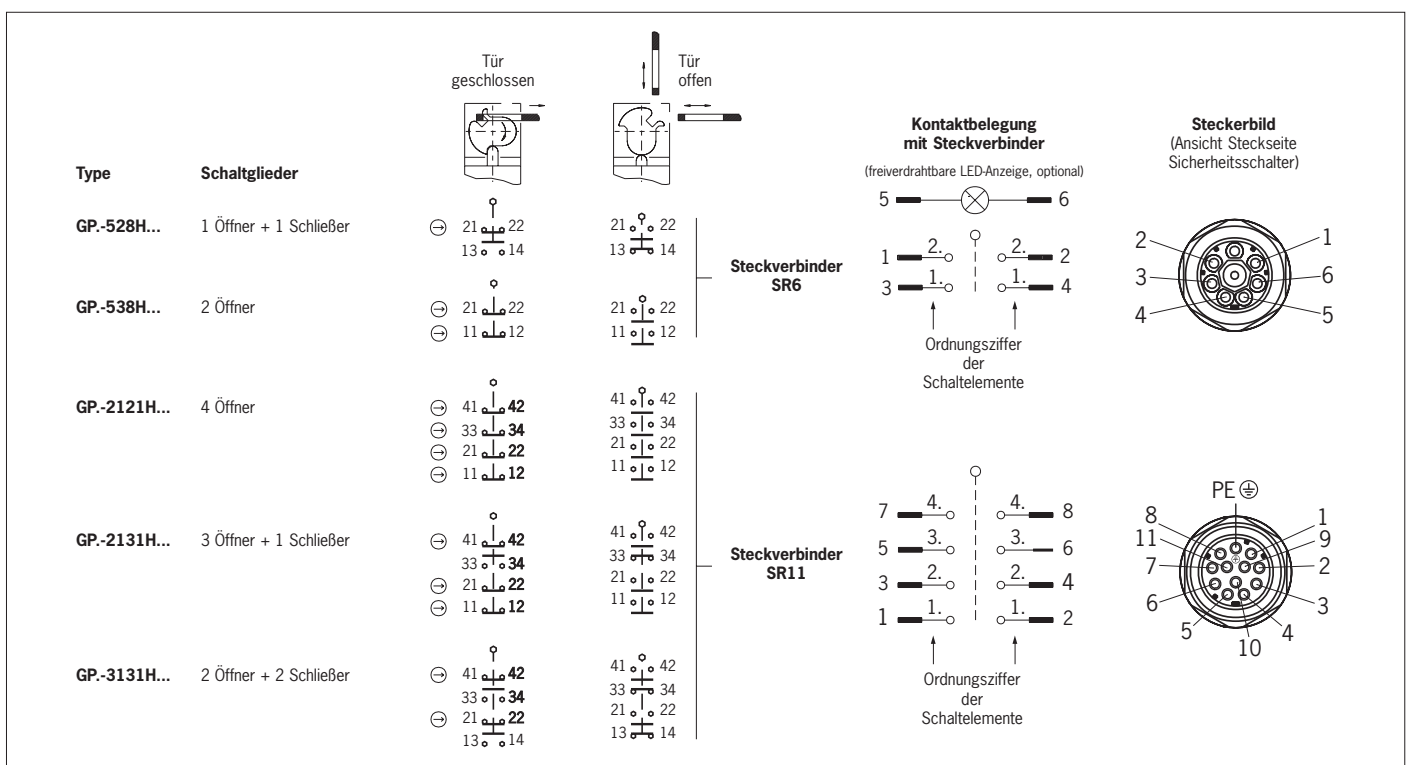 Tür
geschlossen
Tür
offen
Kontaktbelegung
mit Steckverbinder
(freiverdrahtbare LED-Anzeige, optional)
Steckerbild
(Ansicht Steckseite
Sicherheitsschalter)
Type Schaltglieder
5 6
GP.-528H... 1 Öffner + 1 Schließer
21 22
13 14
21 22
13 14
GP.-538H... 2 Öffner
21 22
11 12
21 22
11 12
Steckverbinder
SR6
1 2. 2. 2
3 1. 1. 4
Ordnungsziffer
der
Schaltelemente
2 1
3 6
4 5
GP.-2121H... 4 Öffner
41 42
33 34
21 22
11 12
41 42
33 34
21 22
11 12
GP.-2131H... 3 Öffner + 1 Schließer
41 42
33 34
21 22
11 12
41 42
33 34
21 22
11 12
GP.-3131H... 2 Öffner + 2 Schließer
41 42
33 34
21 22
13 14
41 42
33 34
21 22
13 14
Steckverbinder
SR11
7 4. 4. 8
5 3. 3. 6
3 2. 2. 4
1 1. 1. 2
Ordnungsziffer
der
Schaltelemente
PE
8 1
11 9
7 2
6 3
5 4
10